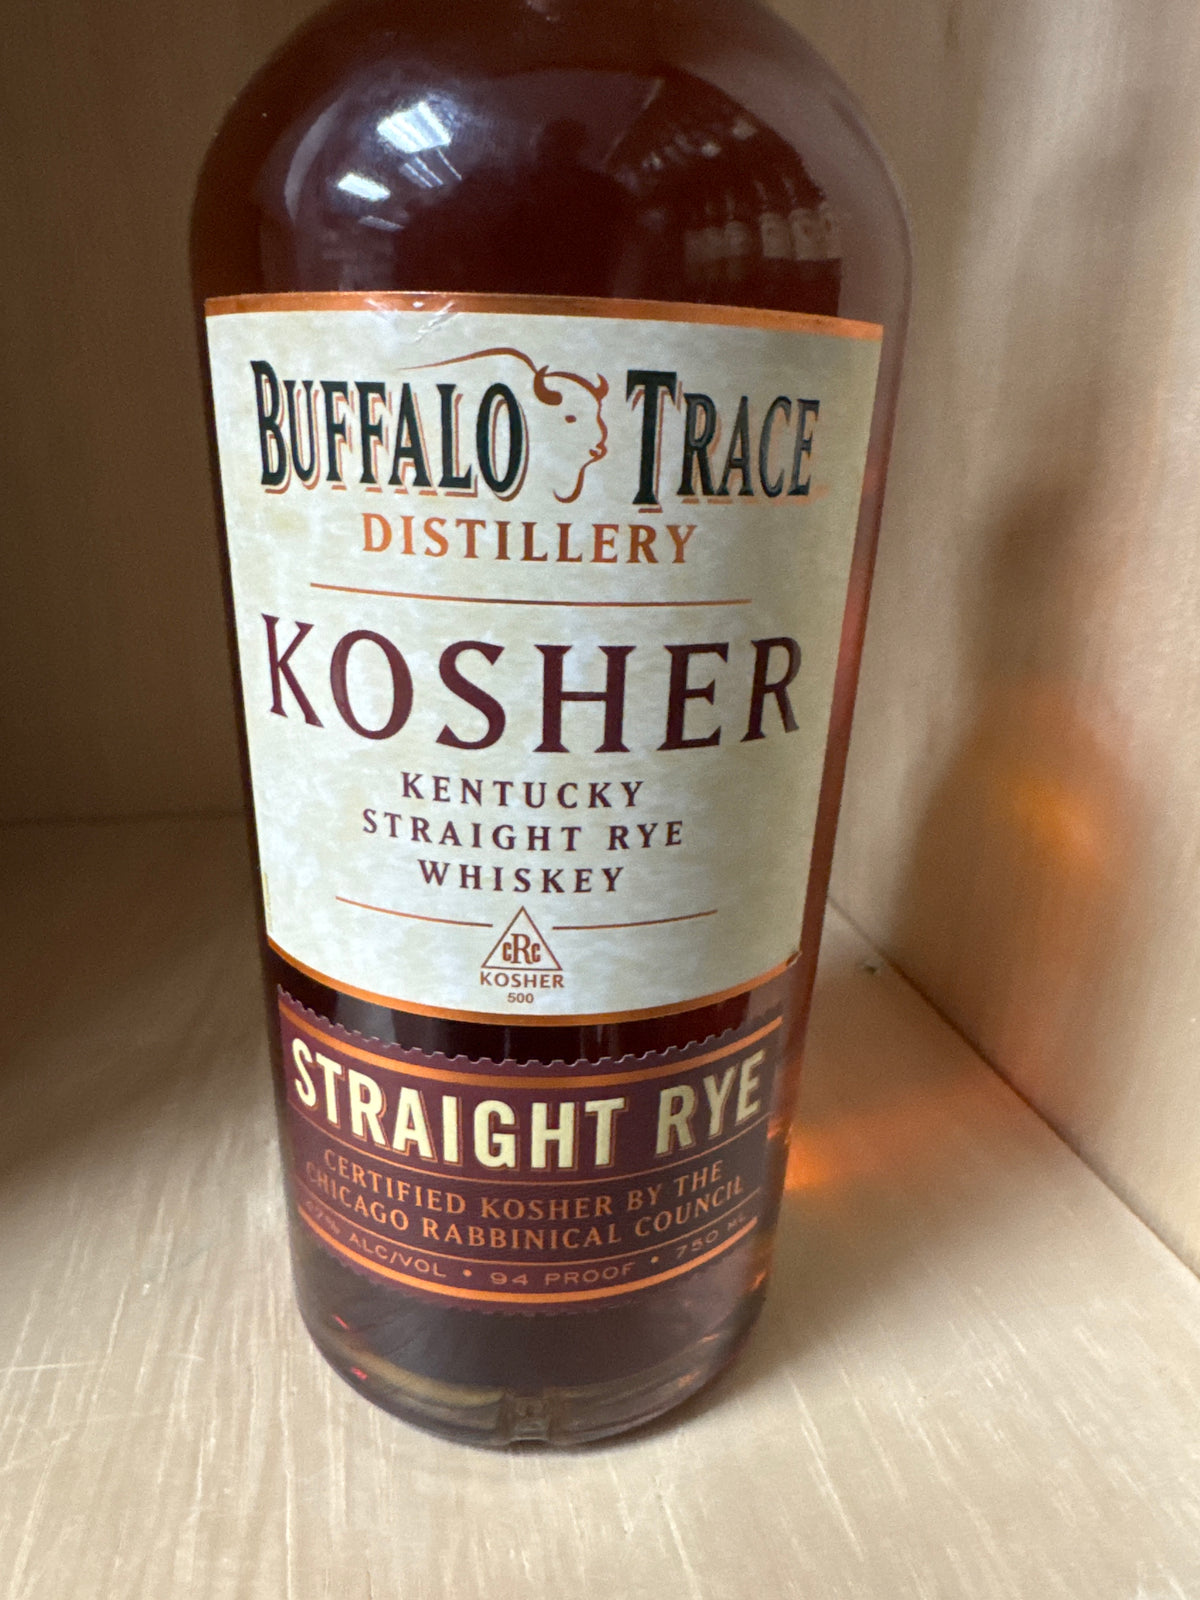 BUFFALO TRACE
DISTILLERY
KOSHER
KENTUCKY
STRAIGHT RYE
WHISKEY
cRc
KOSHER
500
STRAIGHT RYE
CERTIFIED KOSHER BY THE
CHICAGO RABBINICAL COUNCIL
47% ALC/VOL • 94 PROOF • 750 ML